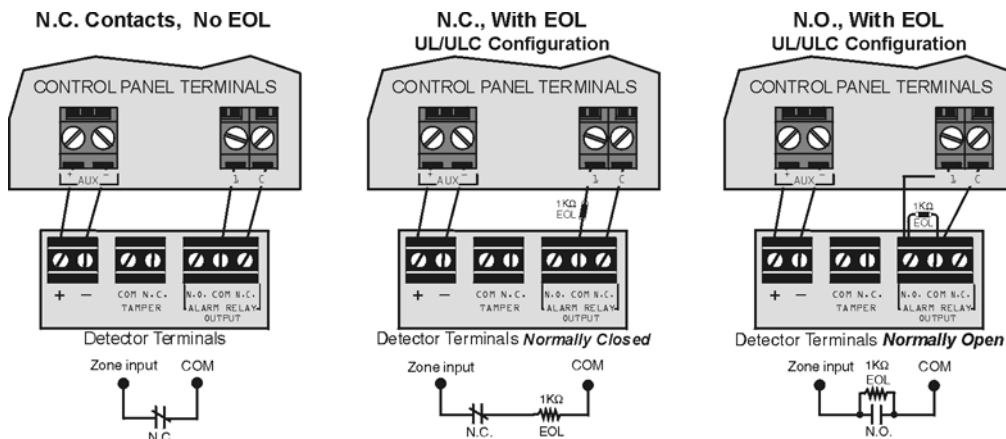 N.C. Contacts, No EOL
CONTROL PANEL TERMINALS
+ -
AUX
1 C
+ -
COM N.C.
TAMPER
N.O. COM N.C.
ALARM RELAY
OUTPUT
Detector Terminals
Zone input COM
N.C.
N.C., With EOL
UL/ULC Configuration
CONTROL PANEL TERMINALS
+ -
AUX
1 C
1KΩ
EOL
+ -
COM N.C.
TAMPER
N.O. COM N.C.
ALARM RELAY
OUTPUT
Detector Terminals Normally Closed
Zone input COM
1KΩ
N.C. EOL
N.O., With EOL
UL/ULC Configuration
CONTROL PANEL TERMINALS
+ -
AUX
1 C
1KΩ
EOL
+ -
COM N.C.
TAMPER
N.O. COM N.C.
ALARM RELAY
OUTPUT
Detector Terminals Normally Open
Zone input COM
1KΩ
EOL
N.O.